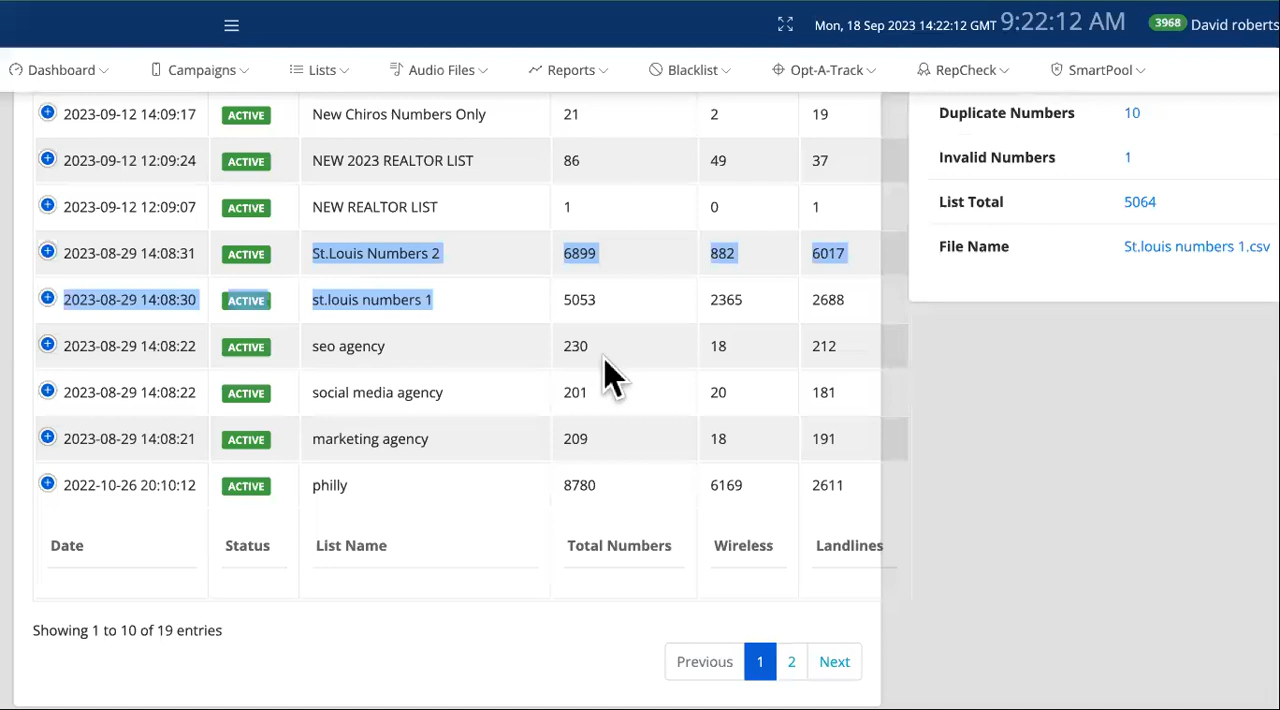 Mon, 18 Sep 2023 14:22:12 GMT 9:22:12 AM 3968 David roberts
Dashboard Campaigns Lists Audio Files Reports Blacklist Opt-A-Track RepCheck SmartPool
2023-09-12 14:09:17 ACTIVE New Chiros Numbers Only 21 2 19
2023-09-12 12:09:24 ACTIVE NEW 2023 REALTOR LIST 86 49 37
2023-09-12 12:09:07 ACTIVE NEW REALTOR LIST 1 0 1
2023-08-29 14:08:31 ACTIVE St.Louis Numbers 2 6899 882 6017
2023-08-29 14:08:30 ACTIVE st.louis numbers 1 5053 2365 2688
2023-08-29 14:08:22 ACTIVE seo agency 230 18 212
2023-08-29 14:08:22 ACTIVE social media agency 201 20 181
2023-08-29 14:08:21 ACTIVE marketing agency 209 18 191
2022-10-26 20:10:12 ACTIVE philly 8780 6169 2611
Date Status List Name Total Numbers Wireless Landlines
Showing 1 to 10 of 19 entries
Previous 1 2 Next
Duplicate Numbers 10
Invalid Numbers 1
List Total 5064
File Name St.louis numbers 1.csv